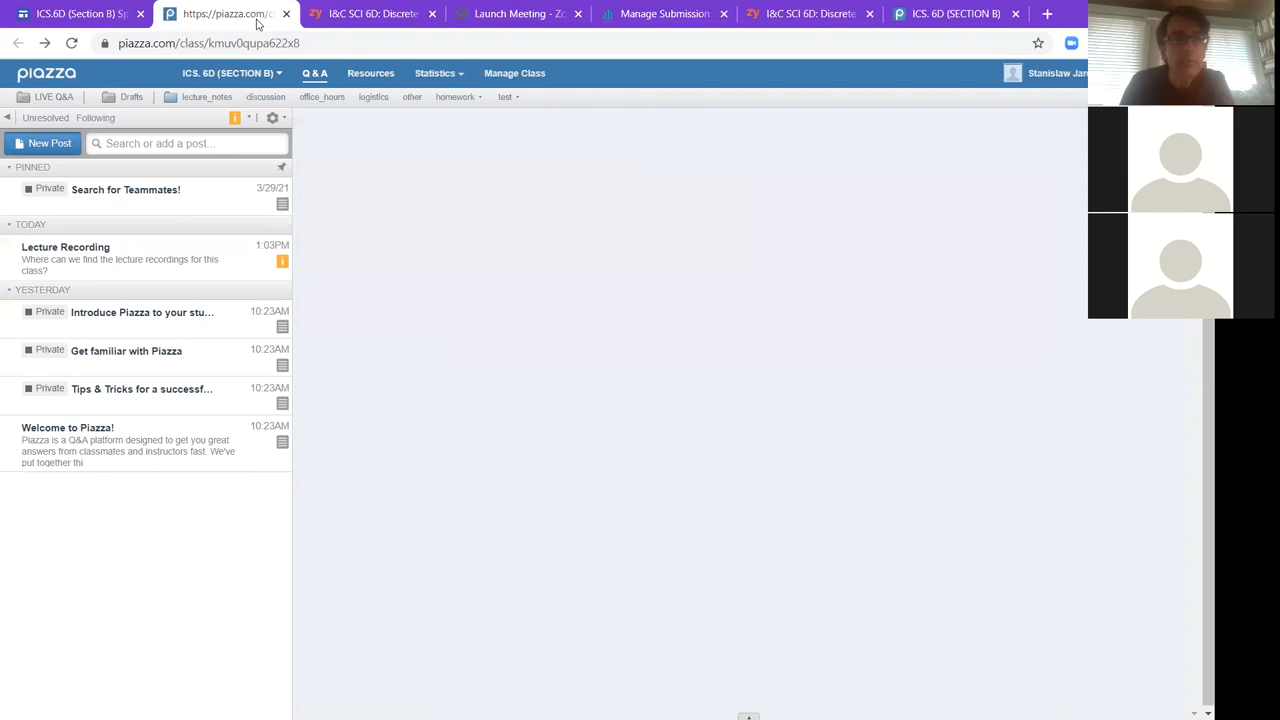 ICS. 6D (SECTION B) Sp
https://piazza.com/c
I&C SCI 6D: Discrete
Launch Meeting - Zo
Manage Submission
I&C SCI 6D: Discrete
ICS. 6D (SECTION B)
piazza.com/class/
0qupa622x8
piazza
ICS. 6D (SECTION B)
Q & A
Resources
Statistics
Manage Class
Stanislaw Jar
LIVE Q&A
Drafts
lecture_notes
discussion
office_hours
logistics
other
homework
test
Unresolved
Following
New Post
Search or add a post...
PINNED
Private
Search for Teammates!
3/29/21
TODAY
Lecture Recording
1:03PM
Where can we find the lecture recordings for this
class?
YESTERDAY
Private
Introduce Piazza to your stu…
10:23AM
Private
Get familiar with Piazza
10:23AM
Private
Tips & Tricks for a successf…
10:23AM
Welcome to Piazza!
10:23AM
Piazza is a Q&A platform designed to get you great
answers from classmates and instructors fast. We've
put together thi